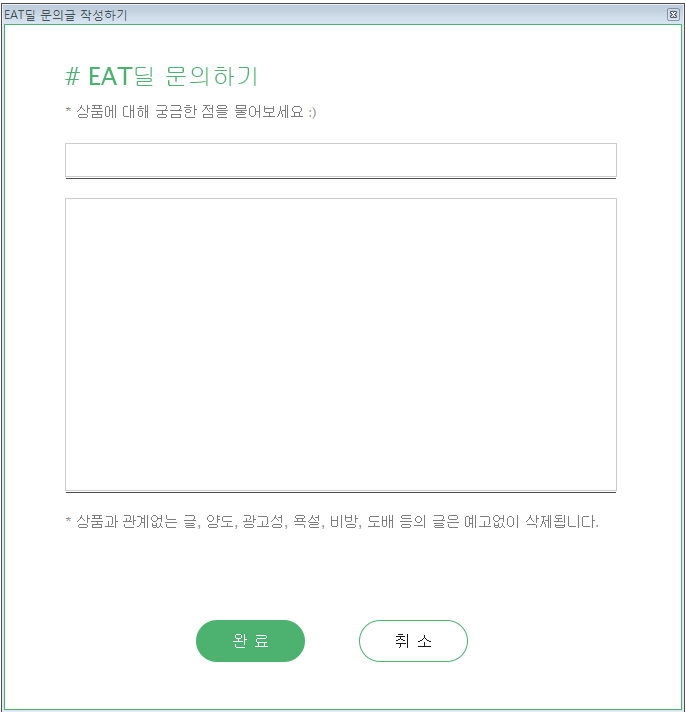 EAT딜 문의글 작성하기
# EAT딜 문의하기
* 상품에 대해 궁금한 점을 물어보세요 :)
* 상품과 관계없는 글, 양도, 광고성, 욕설, 비방, 도배 등의 글은 예고없이 삭제됩니다.
완 료 취 소